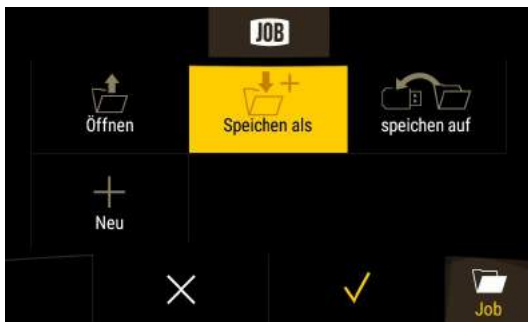 JOB
Öffnen
Speichen als
speichen auf
Neu
Job